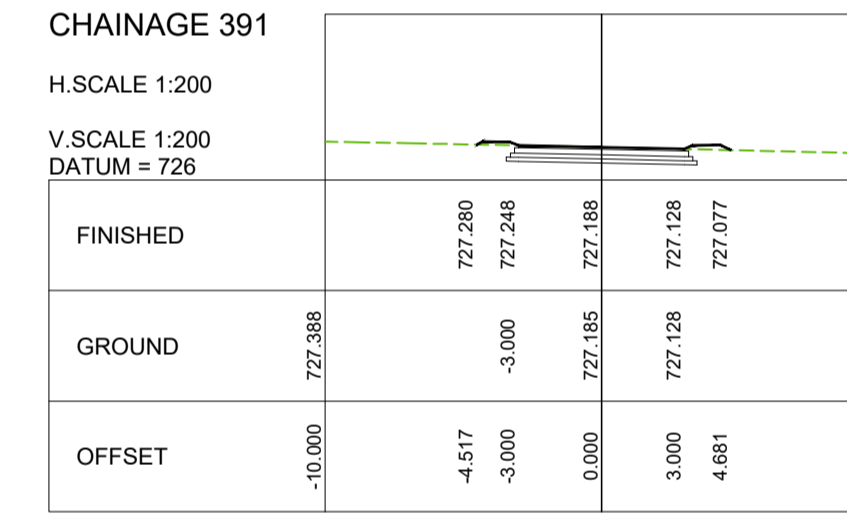 CHAINAGE 391
H.SCALE 1:200
V.SCALE 1:200
DATUM = 726
FINISHED 727.280 727.248 727.188 727.128 727.077
GROUND 727.388 -3.000 727.185 727.128
OFFSET -10.000 -4.517 -3.000 0.000 3.000 4.681